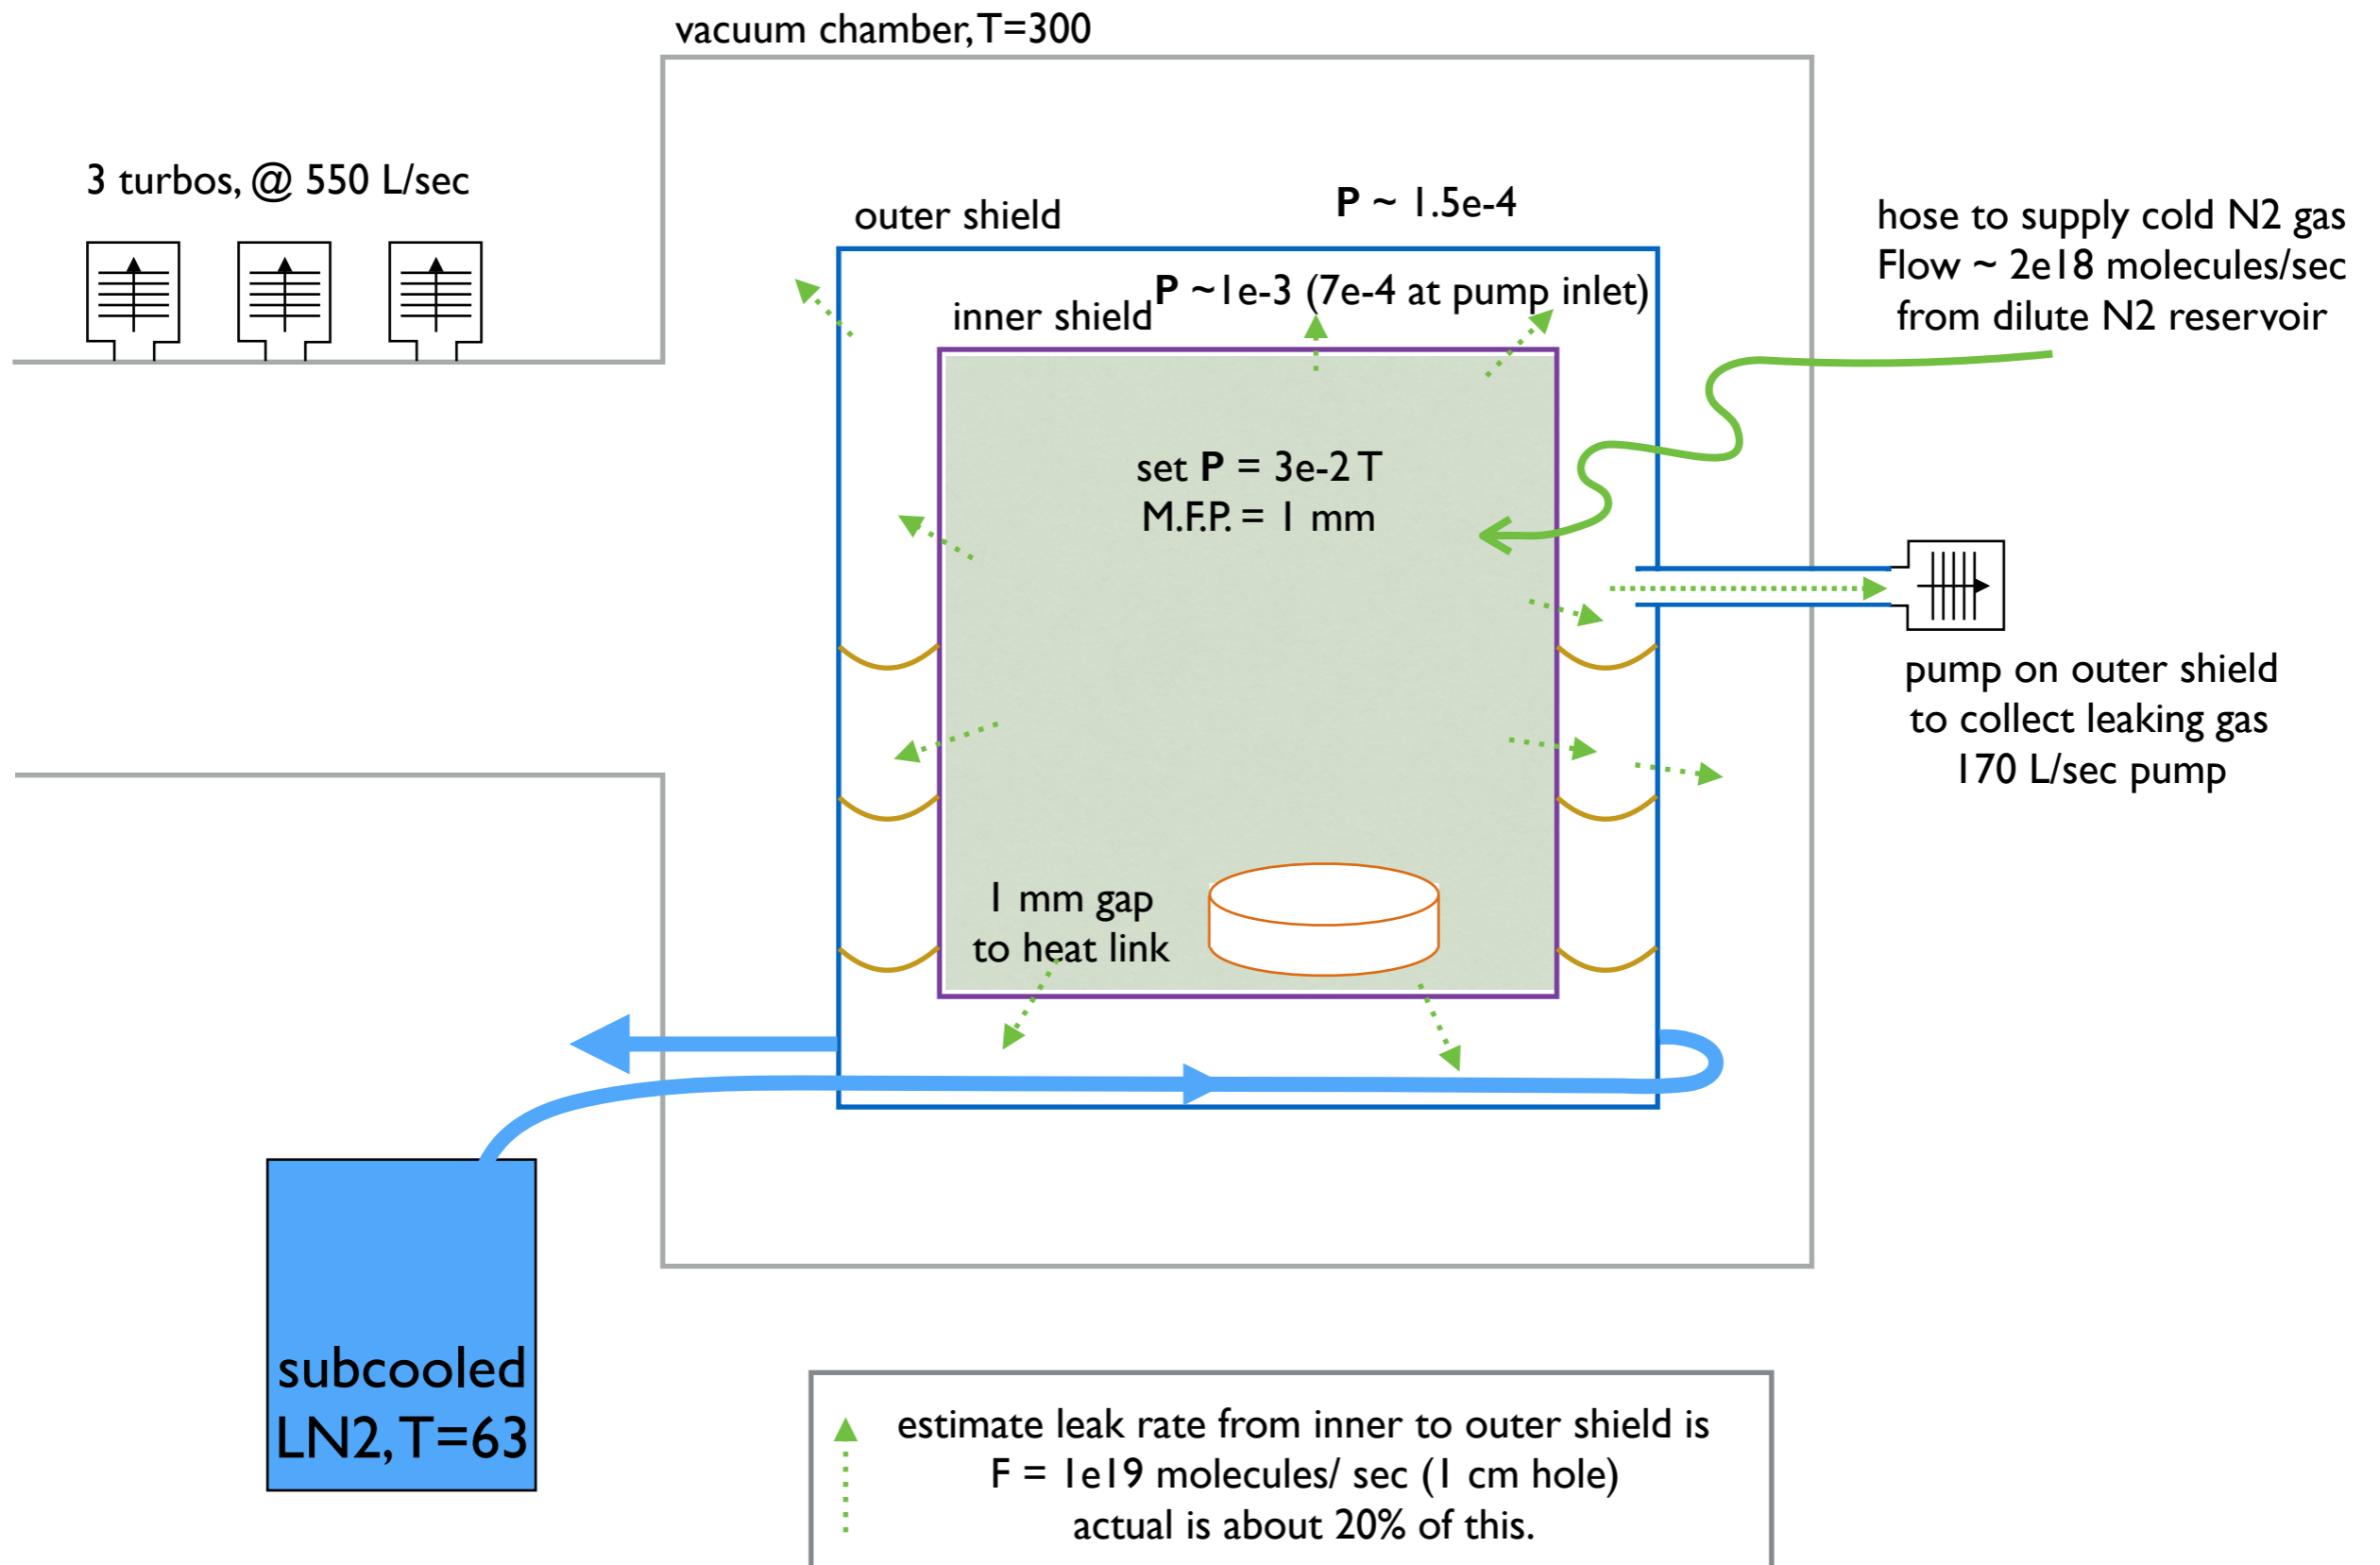 vacuum chamber, T=300
3 turbos, @ 550 L/sec
outer shield
P ~ 1.5e-4
hose to supply cold N2 gas
Flow ~ 2e18 molecules/sec
from dilute N2 reservoir
P ~1e-3 (7e-4 at pump inlet)
inner shield
set P = 3e-2 T
M.F.P. = 1 mm
pump on outer shield
to collect leaking gas
170 L/sec pump
1 mm gap
to heat link
subcooled
LN2, T=63
estimate leak rate from inner to outer shield is
F = 1e19 molecules/ sec (1 cm hole)
actual is about 20% of this.